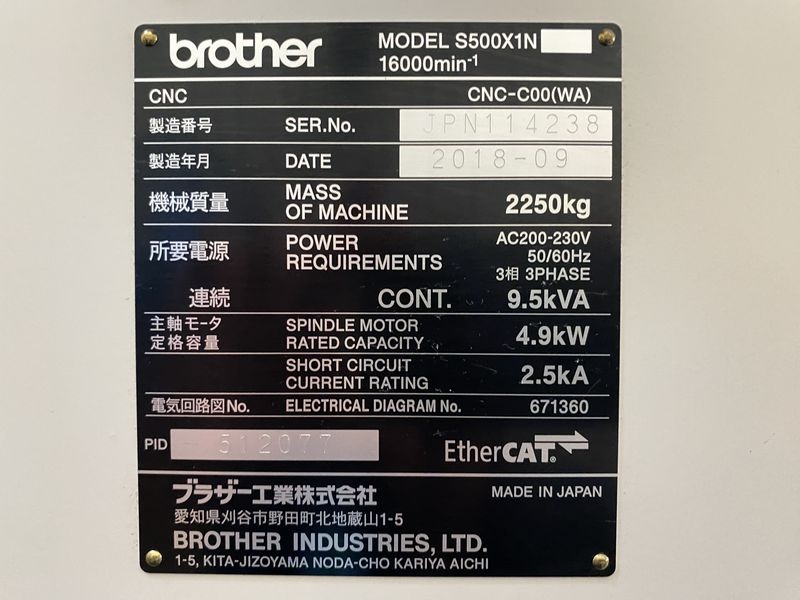 brother
MODEL S500X1N
16000min-1
CNC CNC-C00(WA)
製造番号 SER.No. JPN114238
製造年月 DATE 2018-09
機械質量 MASS OF MACHINE 2250kg
所要電源 POWER REQUIREMENTS AC200-230V
50/60Hz
3相 3PHASE
連続 CONT. 9.5kVA
主軸モータ 定格容量 SPINDLE MOTOR RATED CAPACITY 4.9kW
SHORT CIRCUIT CURRENT RATING 2.5kA
電気回路図No. ELECTRICAL DIAGRAM No. 671360
PID 512077 EtherCAT®
ブラザー工業株式会社 MADE IN JAPAN
愛知県刈谷市野田町北地蔵山1-5
BROTHER INDUSTRIES, LTD.
1-5, KITA-JIZOYAMA NODA-CHO KARIYA AICHI